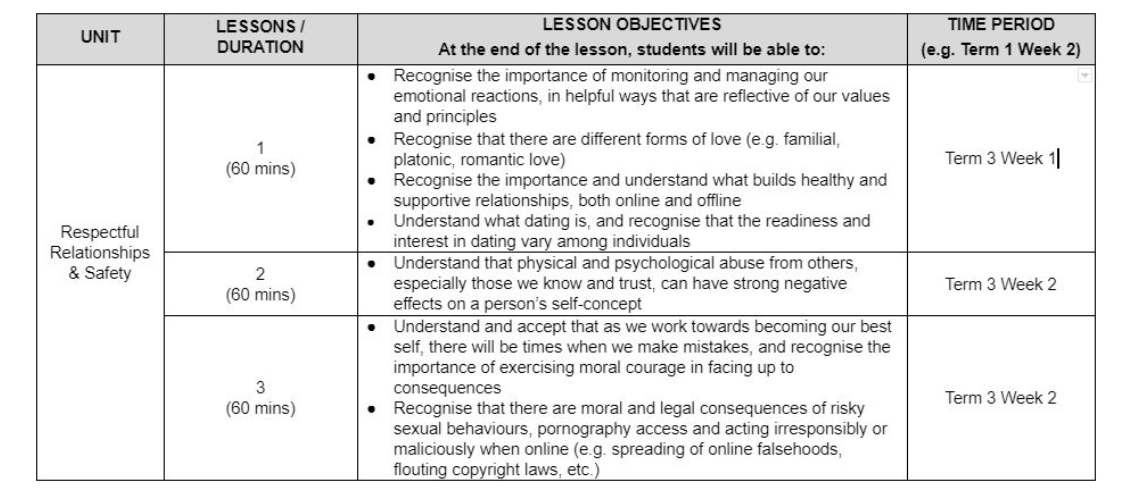 UNIT
LESSONS /
DURATION
LESSON OBJECTIVES
At the end of the lesson, students will be able to:
TIME PERIOD
(e.g. Term 1 Week 2)
Respectful
Relationships
& Safety
1
(60 mins)
● Recognise the importance of monitoring and managing our
emotional reactions, in helpful ways that are reflective of our values
and principles
● Recognise that there are different forms of love (e.g. familial,
platonic, romantic love)
● Recognise the importance and understand what builds healthy and
supportive relationships, both online and offline
● Understand what dating is, and recognise that the readiness and
interest in dating vary among individuals
Term 3 Week 1
2
(60 mins)
● Understand that physical and psychological abuse from others,
especially those we know and trust, can have strong negative
effects on a person's self-concept
Term 3 Week 2
3
(60 mins)
● Understand and accept that as we work towards becoming our best
self, there will be times when we make mistakes, and recognise the
importance of exercising moral courage in facing up to
consequences
● Recognise that there are moral and legal consequences of risky
sexual behaviours, pornography access and acting irresponsibly or
maliciously when online (e.g. spreading of online falsehoods,
flouting copyright laws, etc.)
Term 3 Week 2